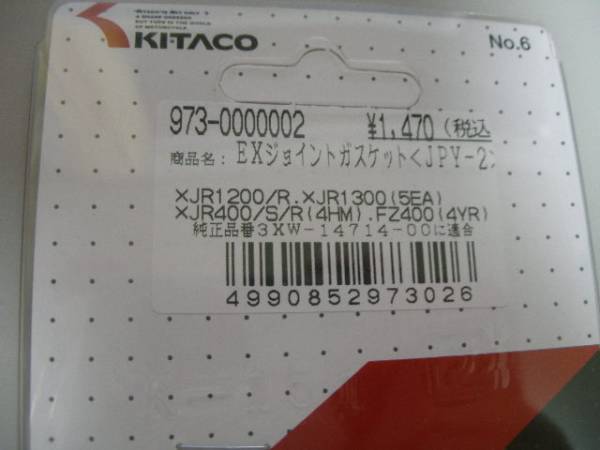 KITACO
No.6
973-0000002 ¥1,470 (税込
商品名: EXジョイントガスケット<JPY-2>
XJR1200/R.XJR1300(5EA)
XJR400/S/R(4HM).FZ400(4YR)
純正品番3XW-14714-00に適合
4990852973026